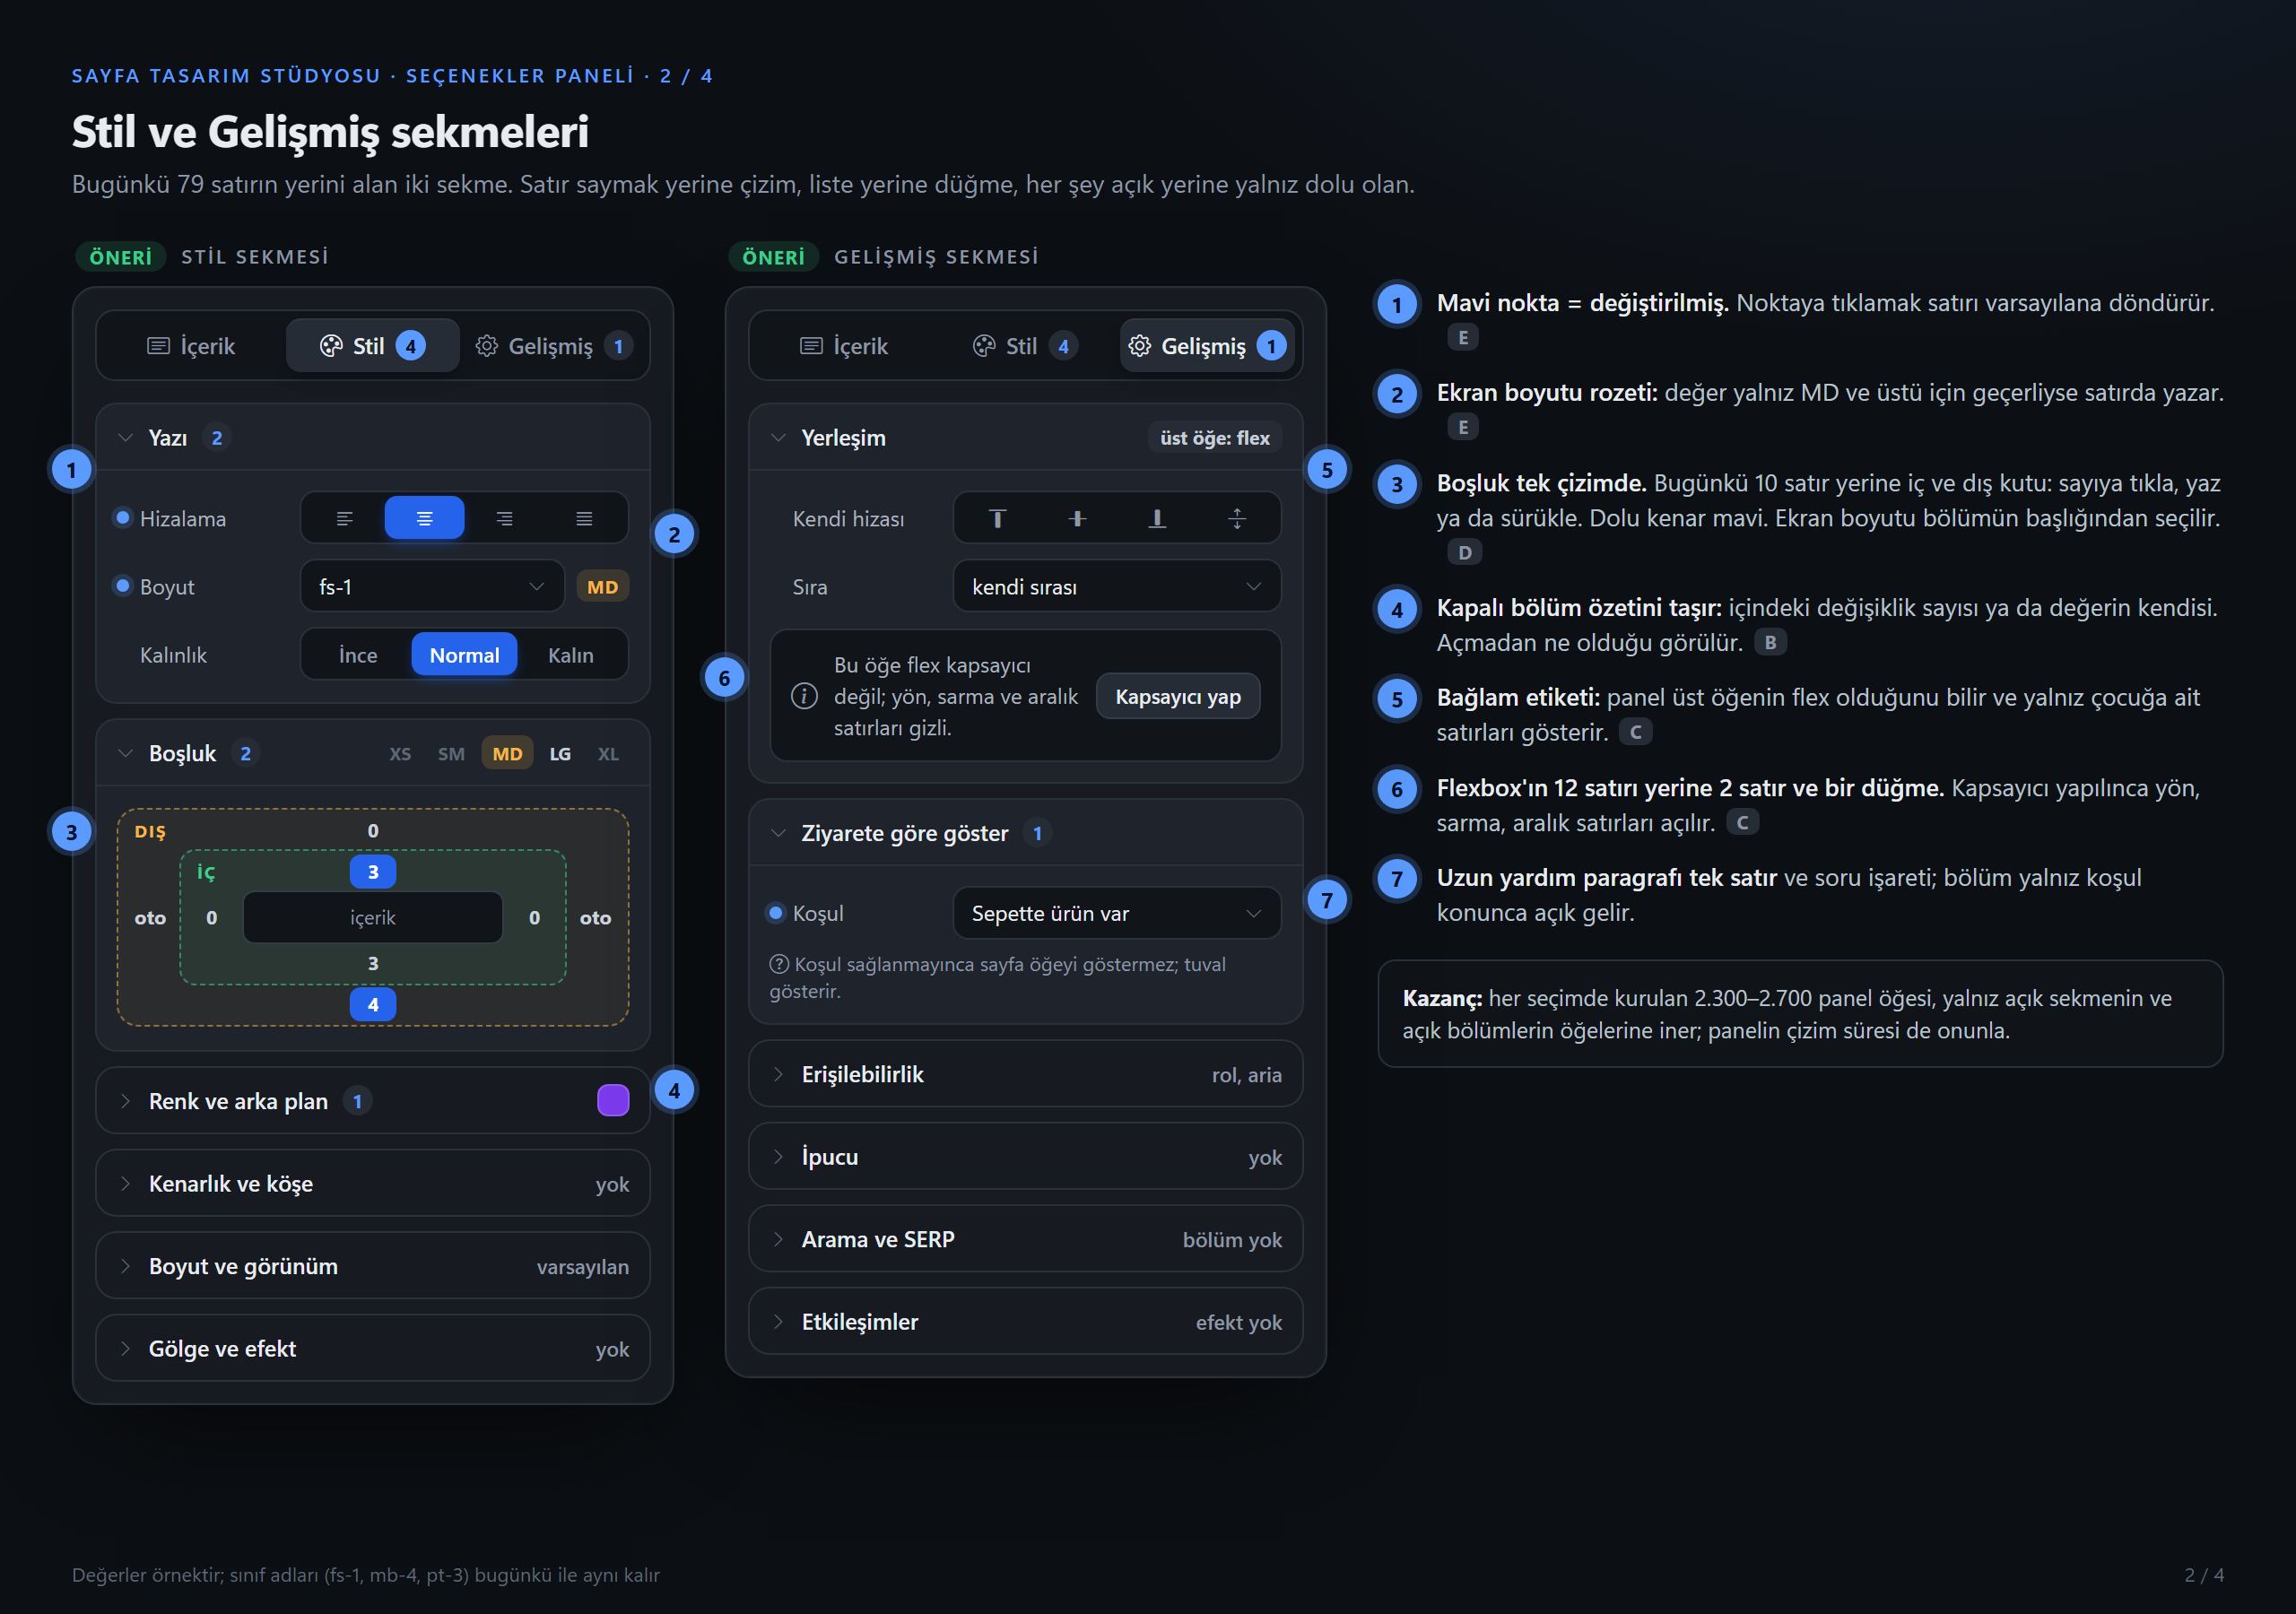 SAYFA TASARIM STÜDYOSU · SEÇENEKLER PANELİ · 2 / 4
Stil ve Gelişmiş sekmeleri
Bugünkü 79 satırın yerini alan iki sekme. Satır saymak yerine çizim, liste yerine düğme, her şey açık yerine yalnız dolu olan.
ÖNERİ STİL SEKMESİ
İçerik Stil 4 Gelişmiş 1
Yazı 2
1
Hizalama
2
Boyut fs-1 MD
Kalınlık İnce Normal Kalın
Boşluk 2 XS SM MD LG XL
3
DIŞ 0
İÇ 3
oto 0 içerik 0 oto
3
4
Renk ve arka plan 1
4
Kenarlık ve köşe yok
Boyut ve görünüm varsayılan
Gölge ve efekt yok
ÖNERİ GELİŞMİŞ SEKMESİ
İçerik Stil 4 Gelişmiş 1
Yerleşim üst öğe: flex
5
Kendi hizası
Sıra kendi sırası
6
Bu öğe flex kapsayıcı
değil; yön, sarma ve aralık
satırları gizli.
Kapsayıcı yap
Ziyarete göre göster 1
7
Koşul Sepette ürün var
? Koşul sağlanmayınca sayfa öğeyi göstermez; tuval
gösterir.
Erişilebilirlik rol, aria
İpucu yok
Arama ve SERP bölüm yok
Etkileşimler efekt yok
1 Mavi nokta = değiştirilmiş. Noktaya tıklamak satırı varsayılana döndürür.
E
2 Ekran boyutu rozeti: değer yalnız MD ve üstü için geçerliyse satırda yazar.
E
3 Boşluk tek çizimde. Bugünkü 10 satır yerine iç ve dış kutu: sayıya tıkla, yaz
ya da sürükle. Dolu kenar mavi. Ekran boyutu bölümün başlığından seçilir.
D
4 Kapalı bölüm özetini taşır: içindeki değişiklik sayısı ya da değerin kendisi.
Açmadan ne olduğu görülür. B
5 Bağlam etiketi: panel üst öğenin flex olduğunu bilir ve yalnız çocuğa ait
satırları gösterir. C
6 Flexbox'ın 12 satırı yerine 2 satır ve bir düğme. Kapsayıcı yapılınca yön,
sarma, aralık satırları açılır. C
7 Uzun yardım paragrafı tek satır ve soru işareti; bölüm yalnız koşul
konunca açık gelir.
Kazanç: her seçimde kurulan 2.300–2.700 panel öğesi, yalnız açık sekmenin ve
açık bölümlerin öğelerine iner; panelin çizim süresi de onunla.
Değerler örnektir; sınıf adları (fs-1, mb-4, pt-3) bugünkü ile aynı kalır
2 / 4